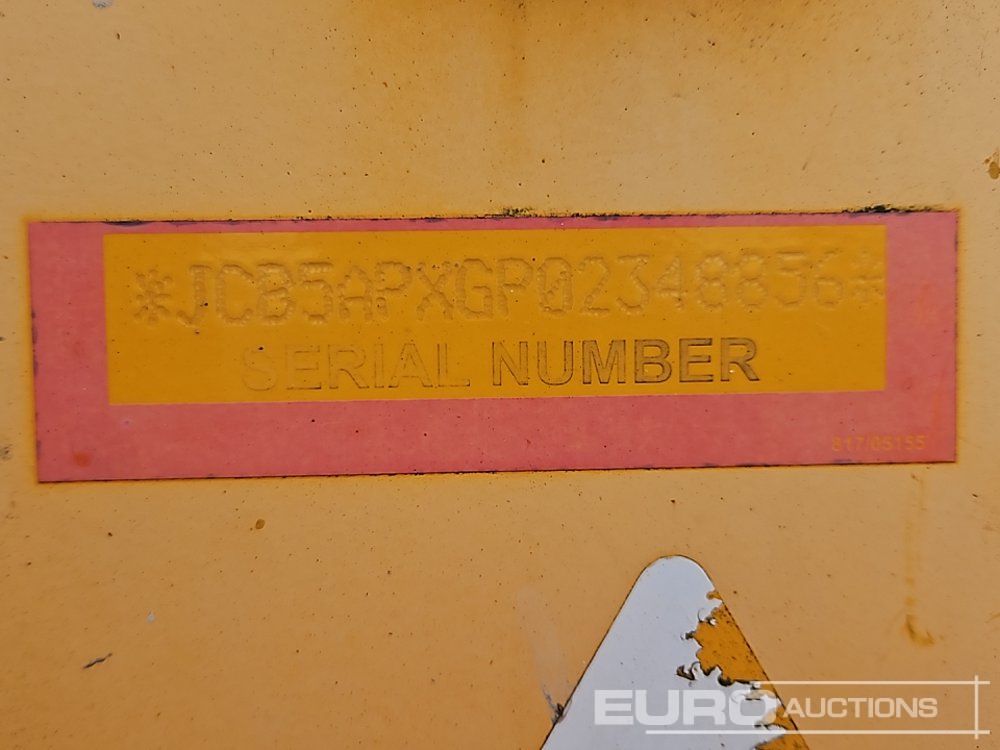 *JCB5APXGP02348856*
SERIAL NUMBER
817/05155
EURO AUCTIONS